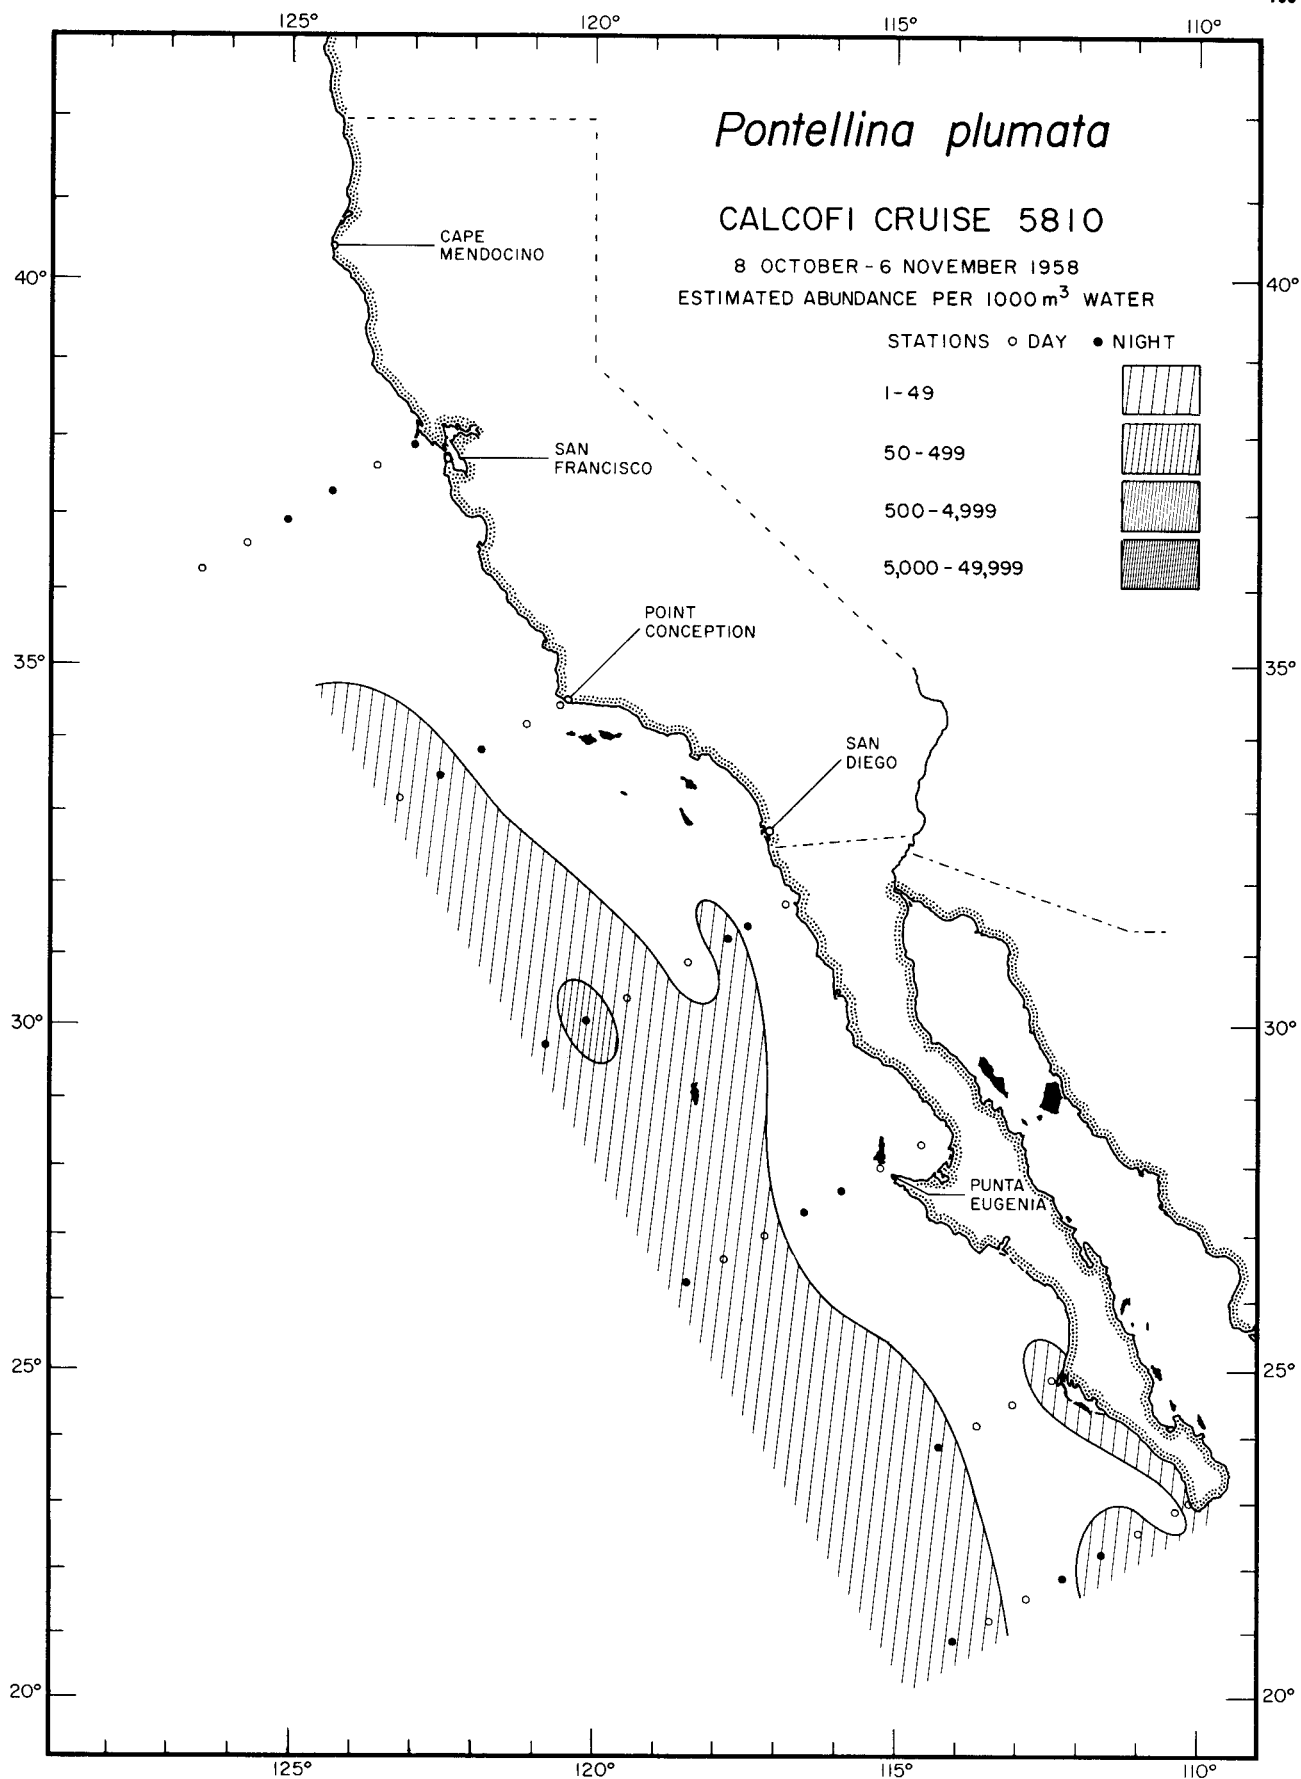 125° 120° 115° 110°
Pontellina plumata
CALCOFI CRUISE 5810
8 OCTOBER - 6 NOVEMBER 1958
ESTIMATED ABUNDANCE PER 1000 m³ WATER
STATIONS ○ DAY ● NIGHT
1-49
50-499
500-4,999
5,000-49,999
CAPE
MENDOCINO
40° 40°
SAN
FRANCISCO
POINT
CONCEPTION
35° 35°
SAN
DIEGO
30° 30°
PUNTA
EUGENIA
25° 25°
20° 20°
125° 120° 115° 110°